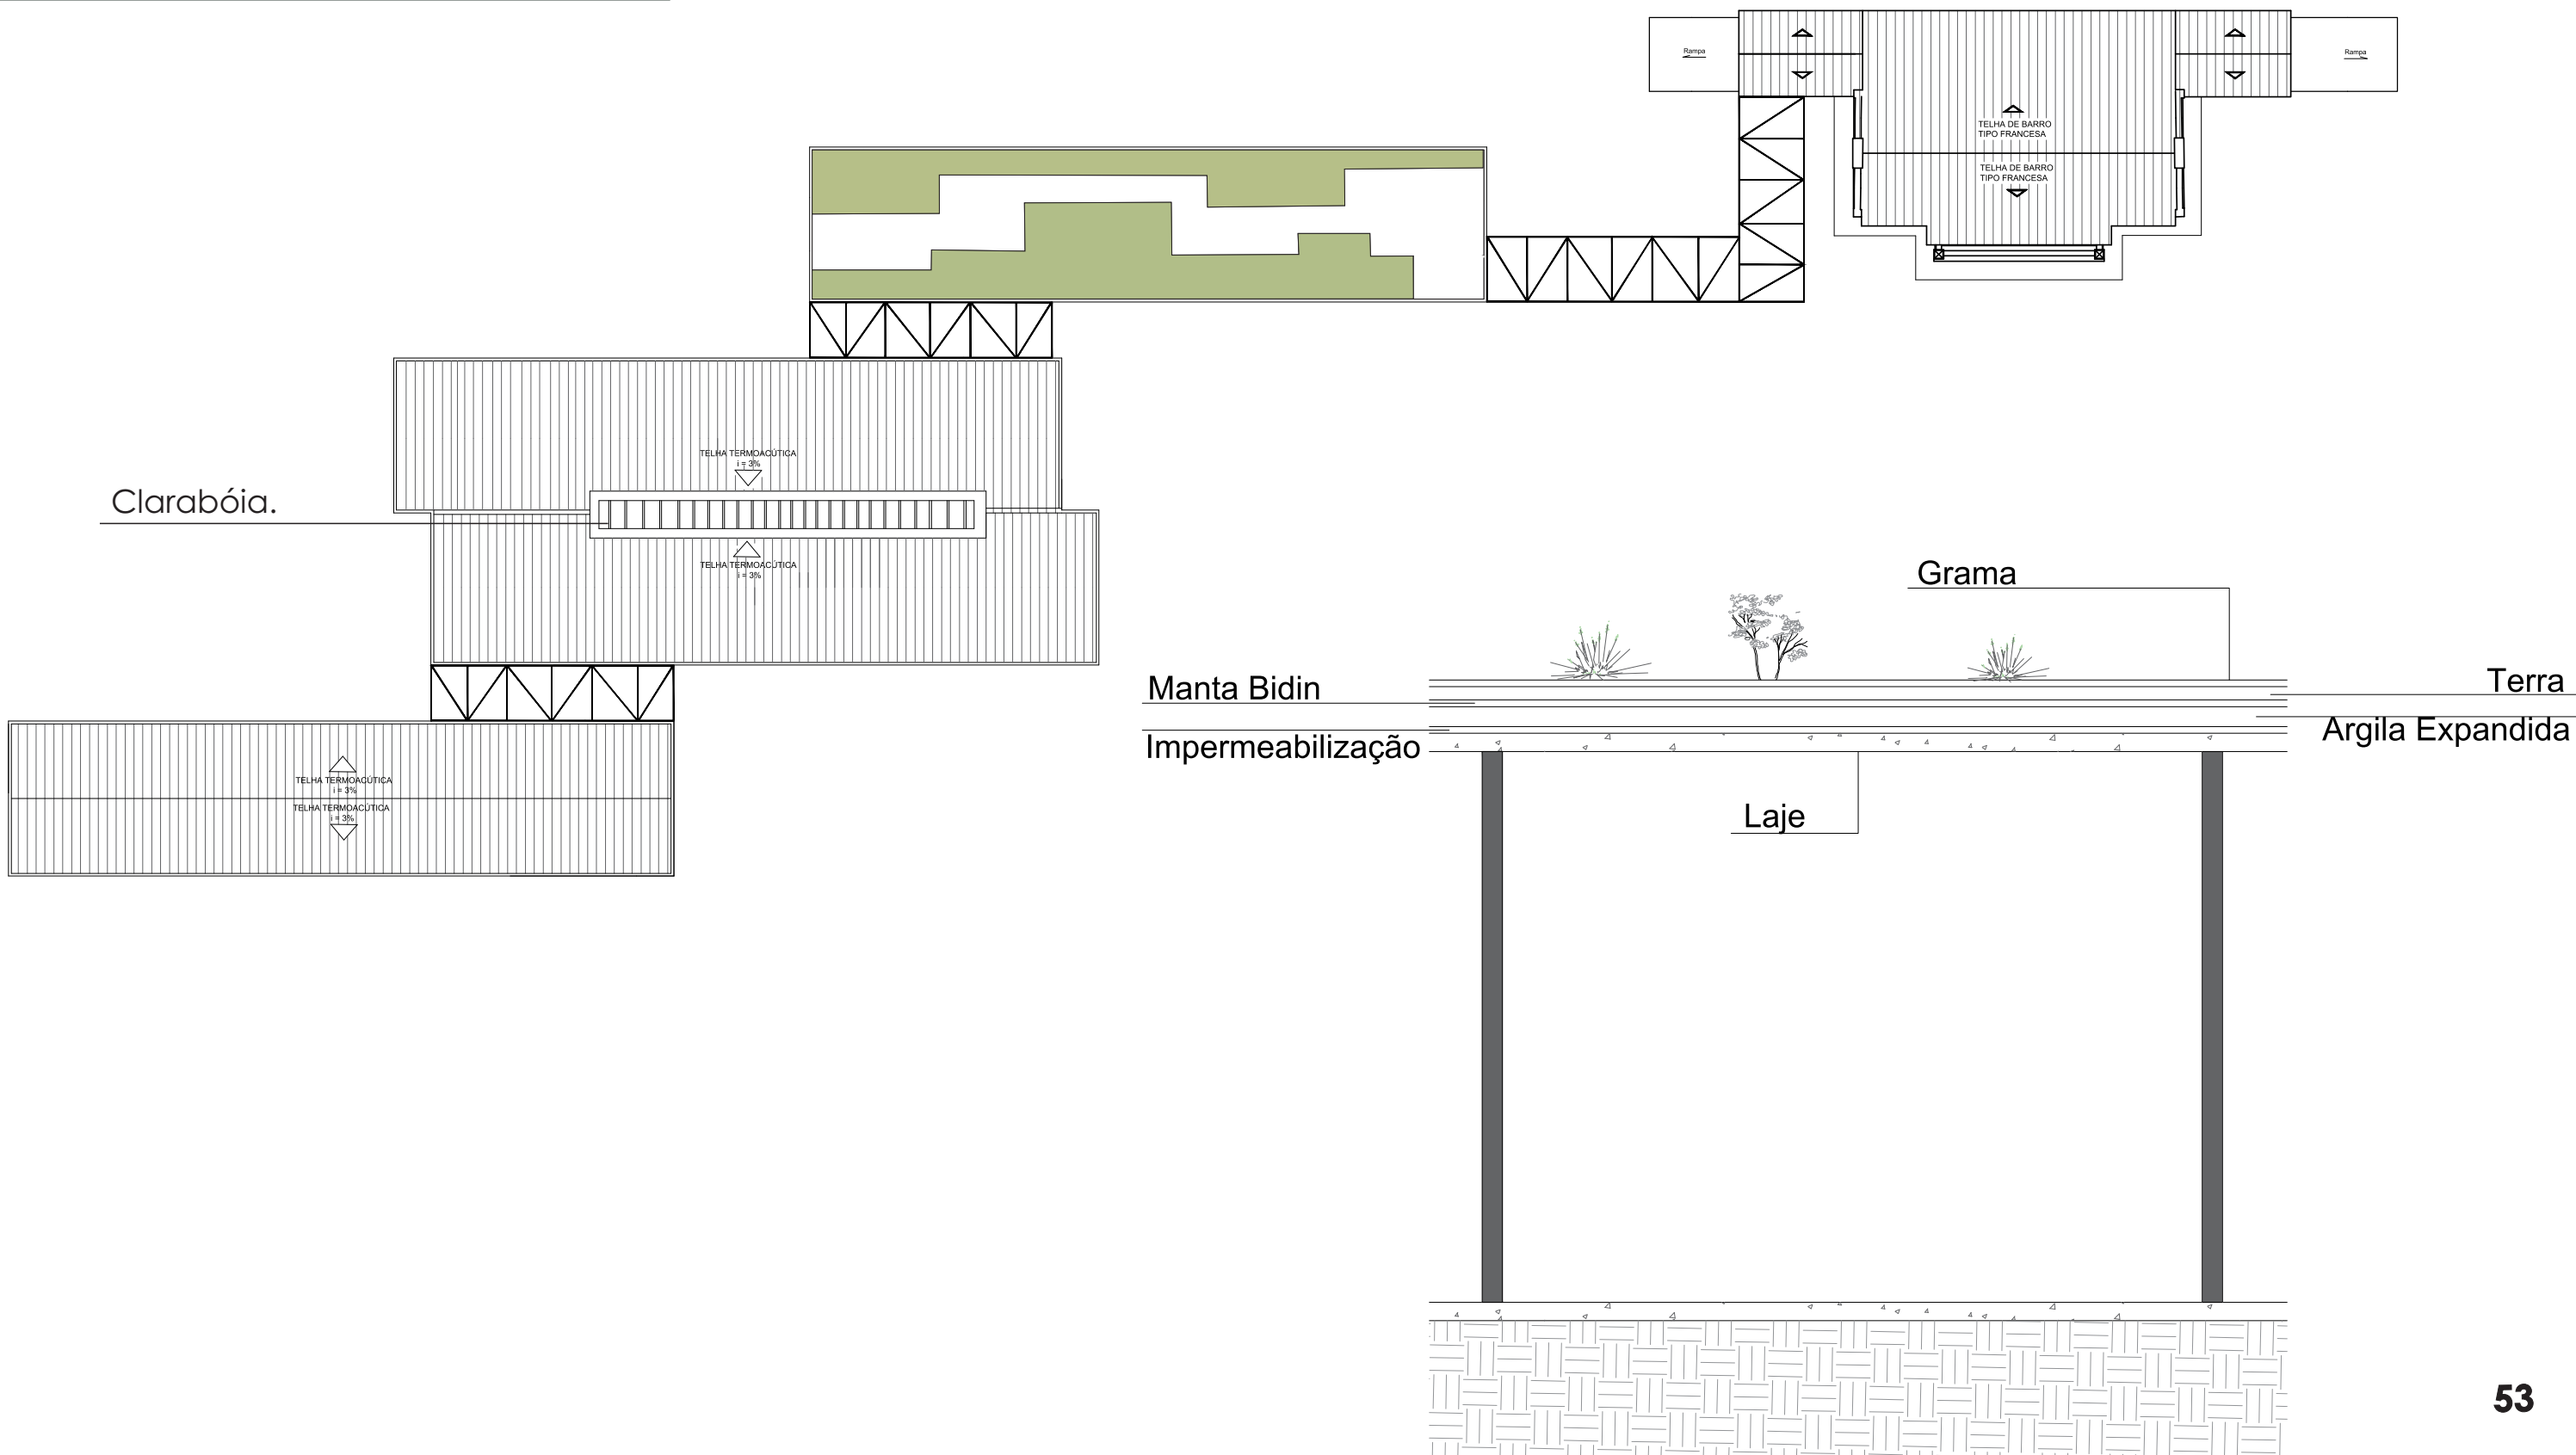 Rampa
Rampa
TELHA DE BARRO
TIPO FRANCESA
TELHA DE BARRO
TIPO FRANCESA
TELHA TERMOACÚTICA
i = 3%
Clarabóia.
TELHA TERMOACÚTICA
i = 3%
Grama
Manta Bidin
Terra
Impermeabilização
Argila Expandida
TELHA TERMOACÚTICA
i = 3%
TELHA TERMOACÚTICA
i = 3%
Laje
53